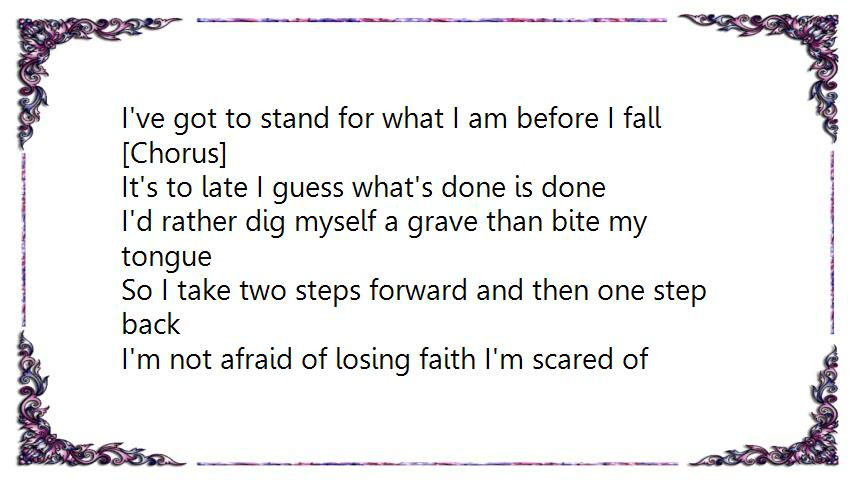 I've got to stand for what I am before I fall
[Chorus]
It's to late I guess what's done is done
I'd rather dig myself a grave than bite my
tongue
So I take two steps forward and then one step
back
I'm not afraid of losing faith I'm scared of